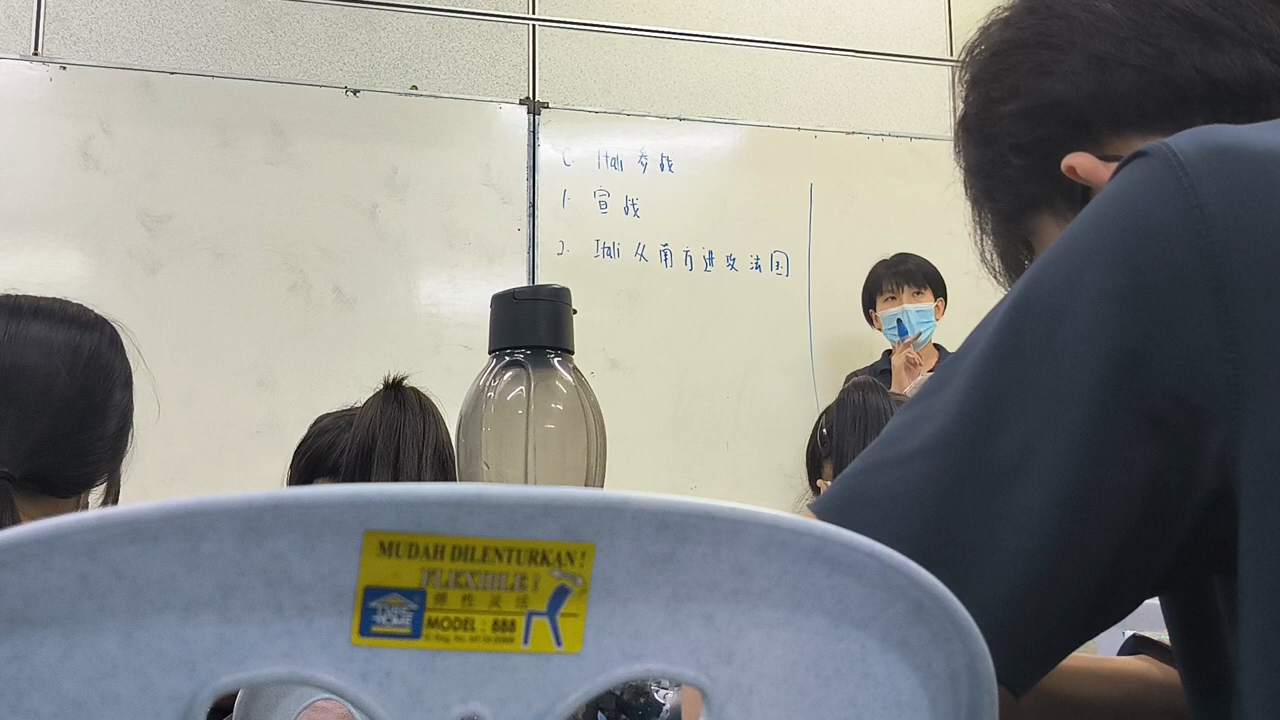 C. Itali 参战
1. 宣战
2. Itali 从南方进攻法国
MUDAH DILENTURKAN!
FLEXIBLE!
弹性灵活
MODEL : 888